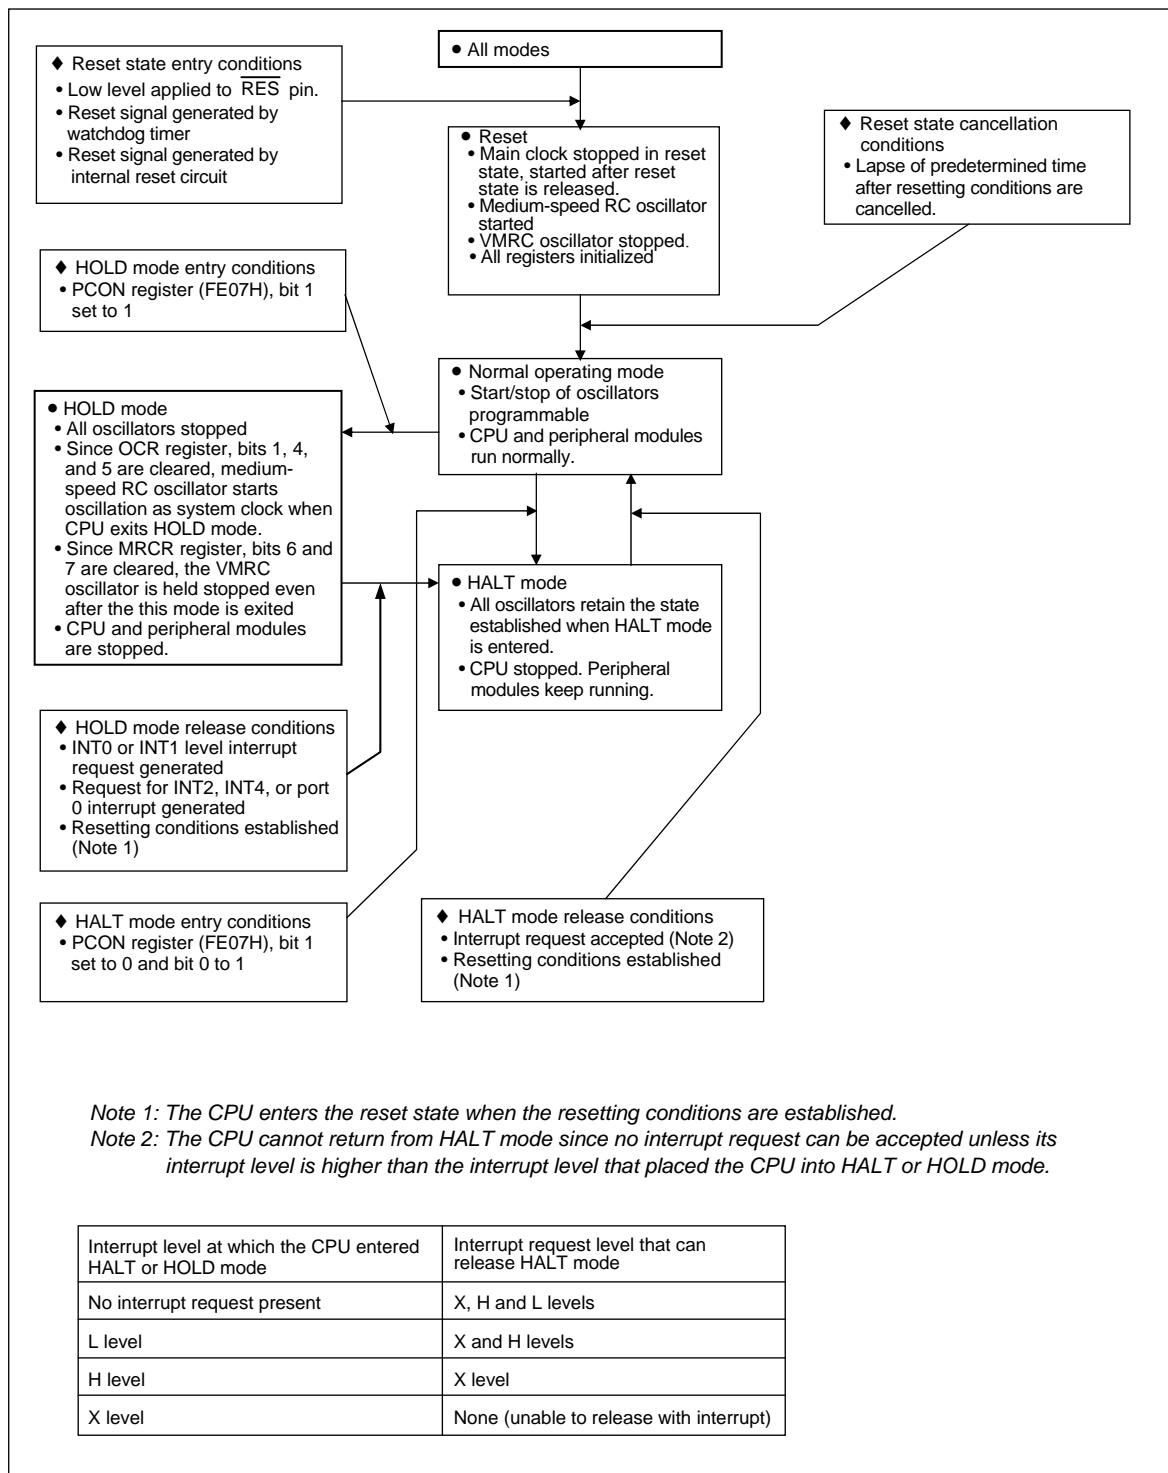 ● All modes
♦ Reset state entry conditions
• Low level applied to RES pin.
• Reset signal generated by
watchdog timer
• Reset signal generated by
internal reset circuit
● Reset
• Main clock stopped in reset
state, started after reset
state is released.
• Medium-speed RC oscillator
started
• VMRC oscillator stopped.
• All registers initialized
♦ Reset state cancellation
conditions
• Lapse of predetermined time
after resetting conditions are
cancelled.
♦ HOLD mode entry conditions
• PCON register (FE07H), bit 1
set to 1
● Normal operating mode
• Start/stop of oscillators
programmable
• CPU and peripheral modules
run normally.
● HOLD mode
• All oscillators stopped
• Since OCR register, bits 1, 4,
and 5 are cleared, medium-
speed RC oscillator starts
oscillation as system clock when
CPU exits HOLD mode.
• Since MRCR register, bits 6 and
7 are cleared, the VMRC
oscillator is held stopped even
after the this mode is exited
• CPU and peripheral modules
are stopped.
● HALT mode
• All oscillators retain the state
established when HALT mode
is entered.
• CPU stopped. Peripheral
modules keep running.
♦ HOLD mode release conditions
• INT0 or INT1 level interrupt
request generated
• Request for INT2, INT4, or port
0 interrupt generated
• Resetting conditions established
(Note 1)
♦ HALT mode entry conditions
• PCON register (FE07H), bit 1
set to 0 and bit 0 to 1
♦ HALT mode release conditions
• Interrupt request accepted (Note 2)
• Resetting conditions established
(Note 1)
Note 1: The CPU enters the reset state when the resetting conditions are established.
Note 2: The CPU cannot return from HALT mode since no interrupt request can be accepted unless its
interrupt level is higher than the interrupt level that placed the CPU into HALT or HOLD mode.
Interrupt level at which the CPU entered
HALT or HOLD mode
Interrupt request level that can
release HALT mode
No interrupt request present
X, H and L levels
L level
X and H levels
H level
X level
X level
None (unable to release with interrupt)